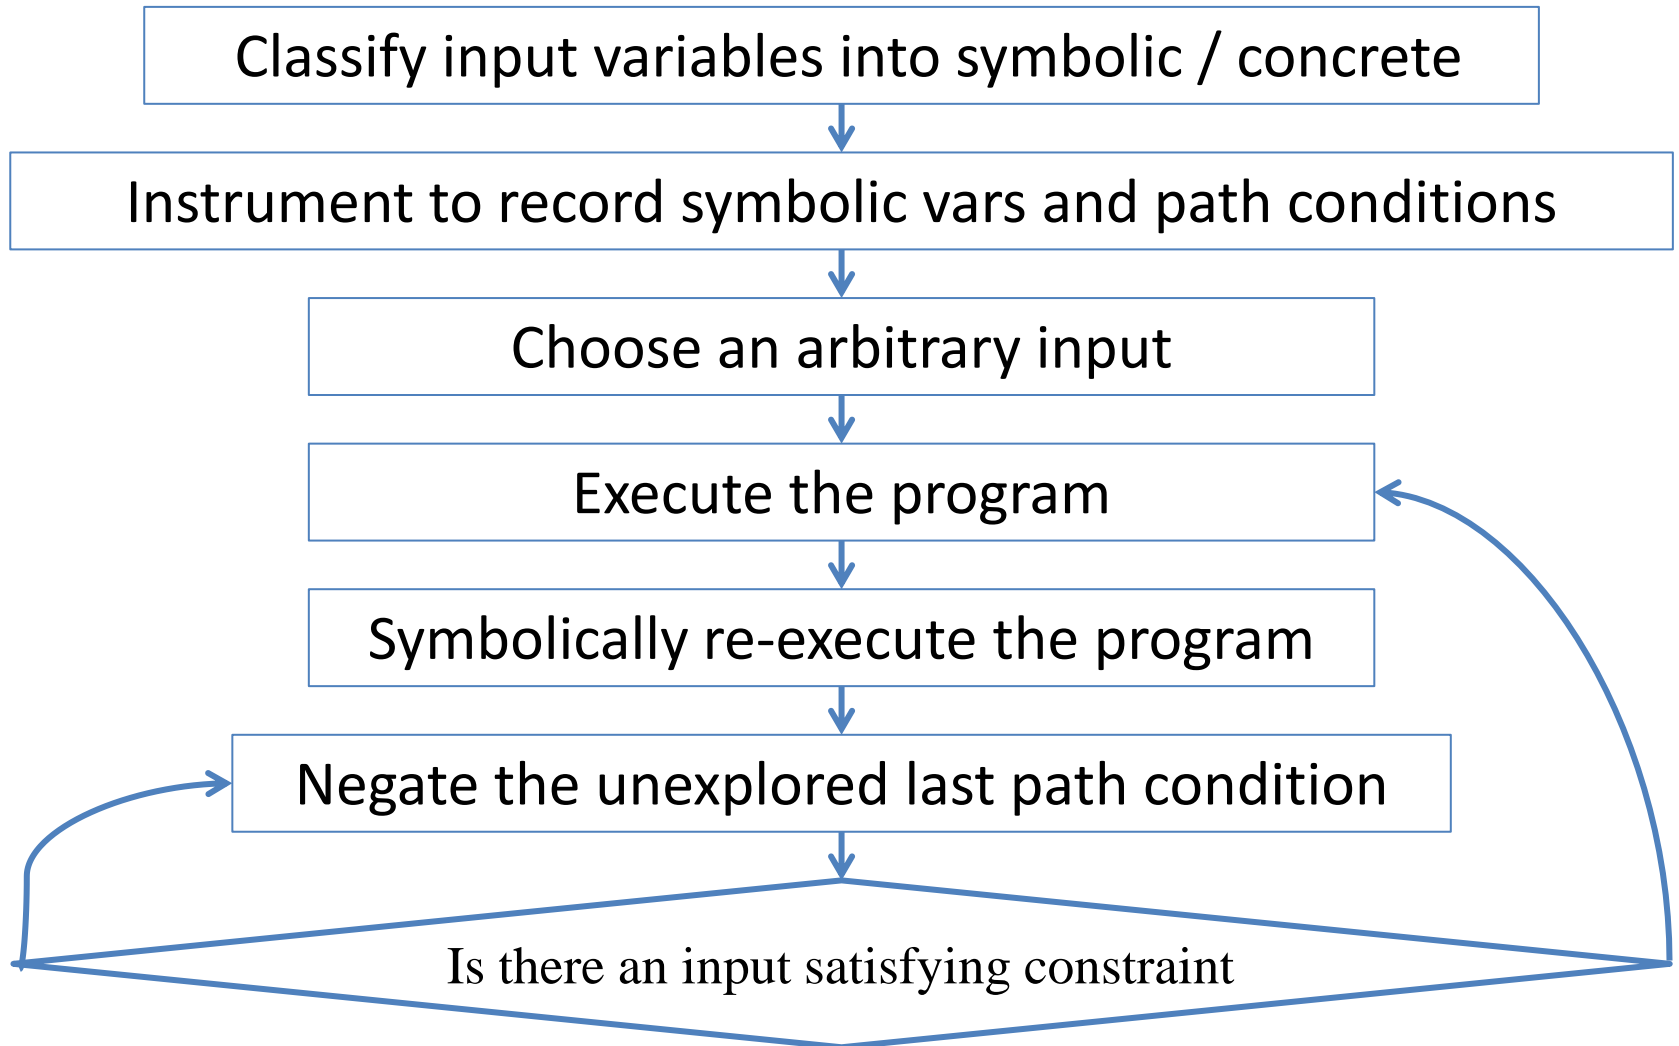 Classify input variables into symbolic / concrete
Instrument to record symbolic vars and path conditions
Choose an arbitrary input
Execute the program
Symbolically re-execute the program
Negate the unexplored last path condition
Is there an input satisfying constraint